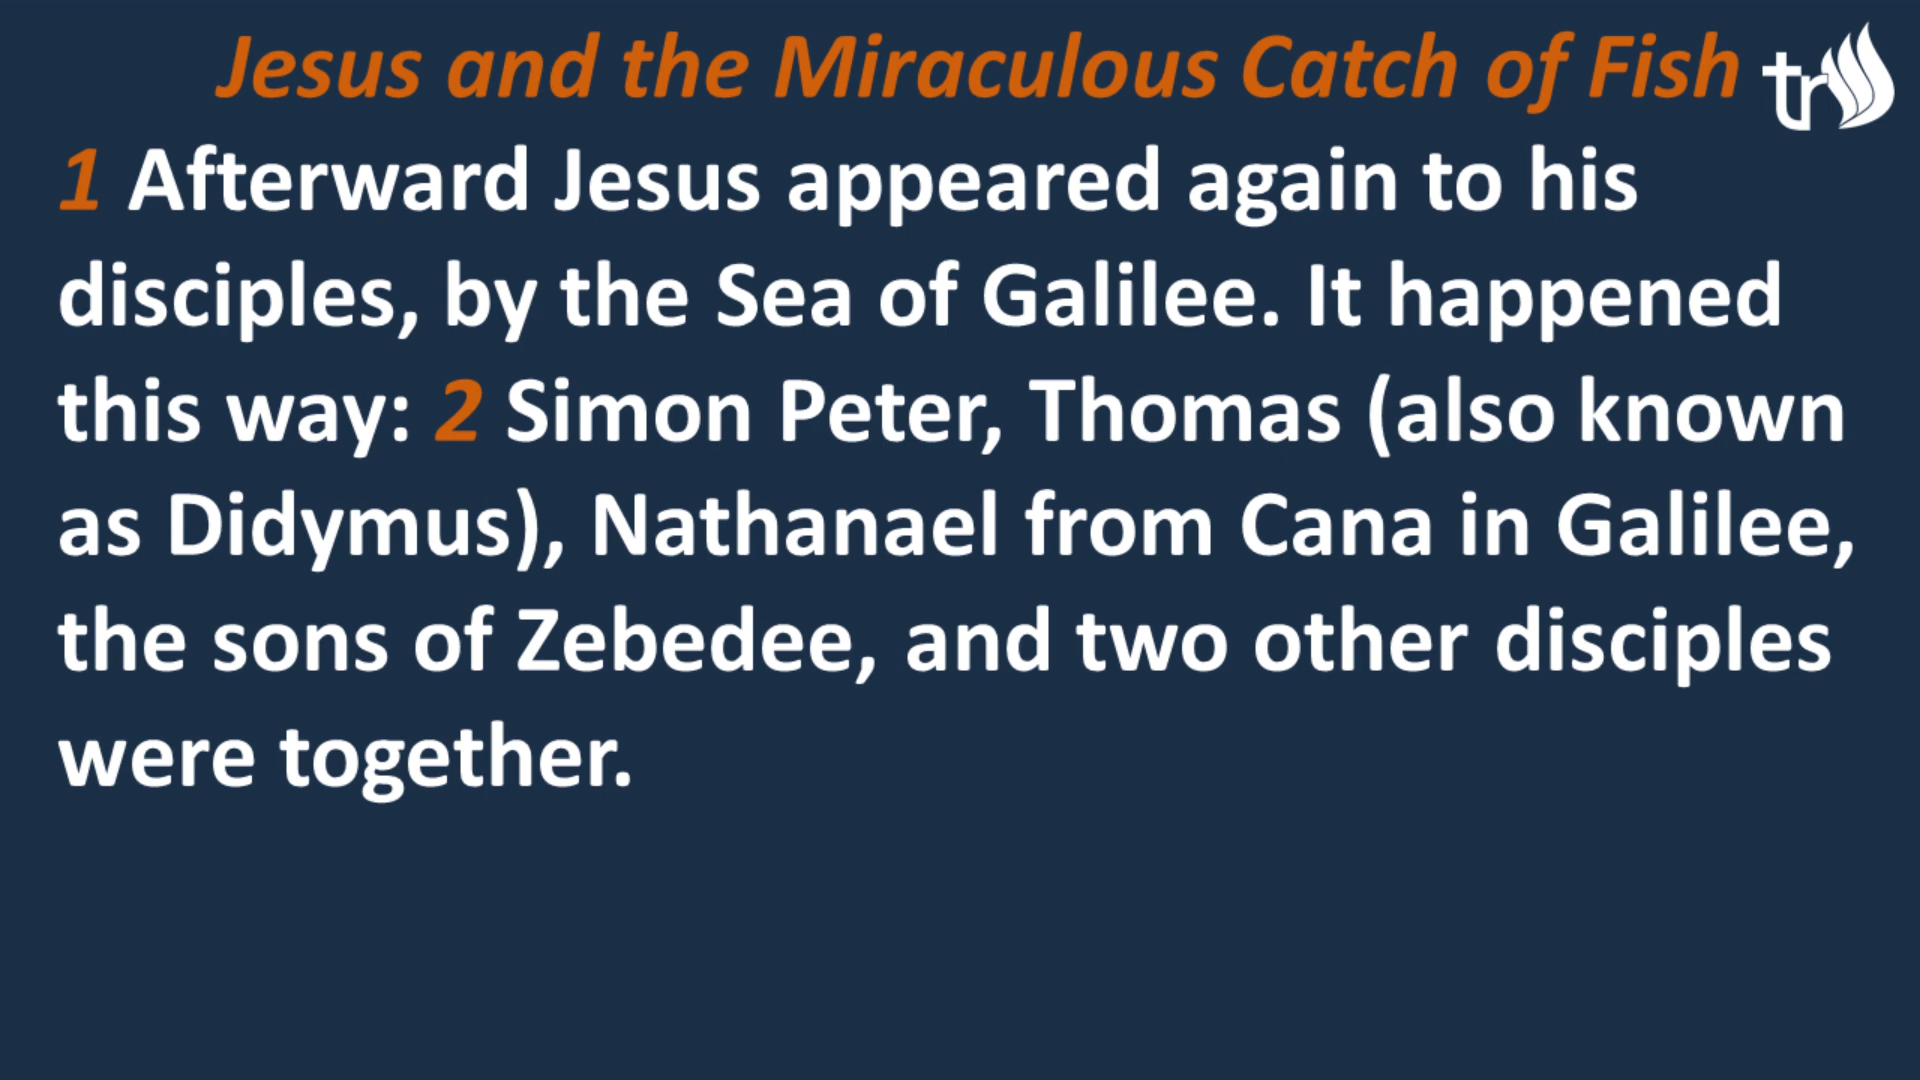 Jesus and the Miraculous Catch of Fish
tr
1 Afterward Jesus appeared again to his
disciples, by the Sea of Galilee. It happened
this way: 2 Simon Peter, Thomas (also known
as Didymus), Nathanael from Cana in Galilee,
the sons of Zebedee, and two other disciples
were together.